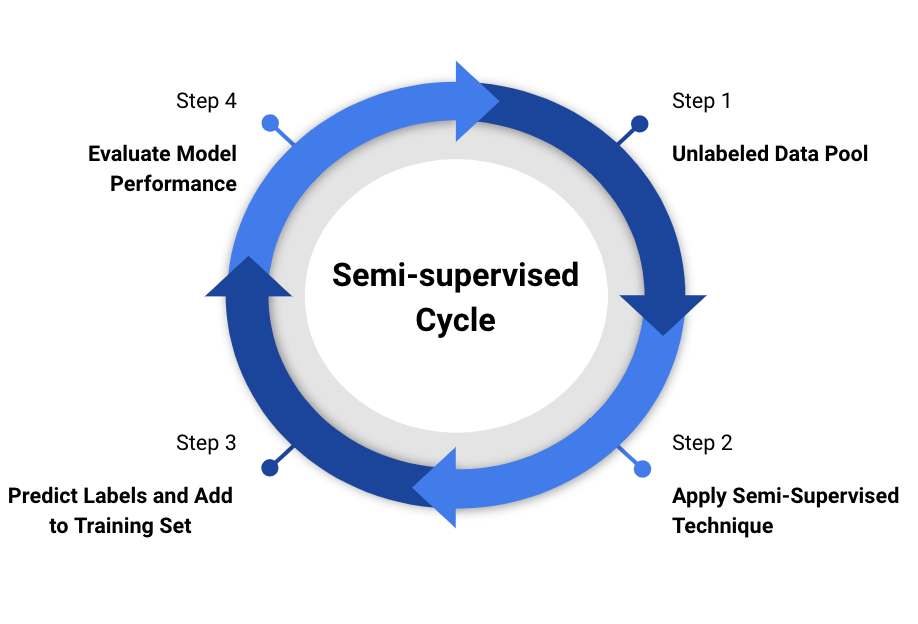 Step 4
Evaluate Model
Performance
Step 1
Unlabeled Data Pool
Semi-supervised
Cycle
Step 3
Predict Labels and Add
to Training Set
Step 2
Apply Semi-Supervised
Technique